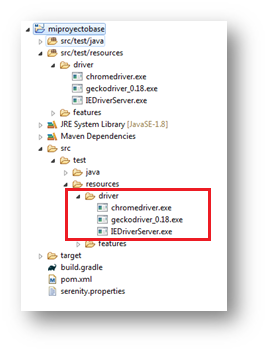 miproyectobase
src/test/java
src/test/resources
driver
chromedriver.exe
geckodriver_0.18.exe
IEDriverServer.exe
features
JRE System Library [JavaSE-1.8]
Maven Dependencies
src
test
java
resources
driver
chromedriver.exe
geckodriver_0.18.exe
IEDriverServer.exe
features
target
build.gradle
pom.xml
serenity.properties